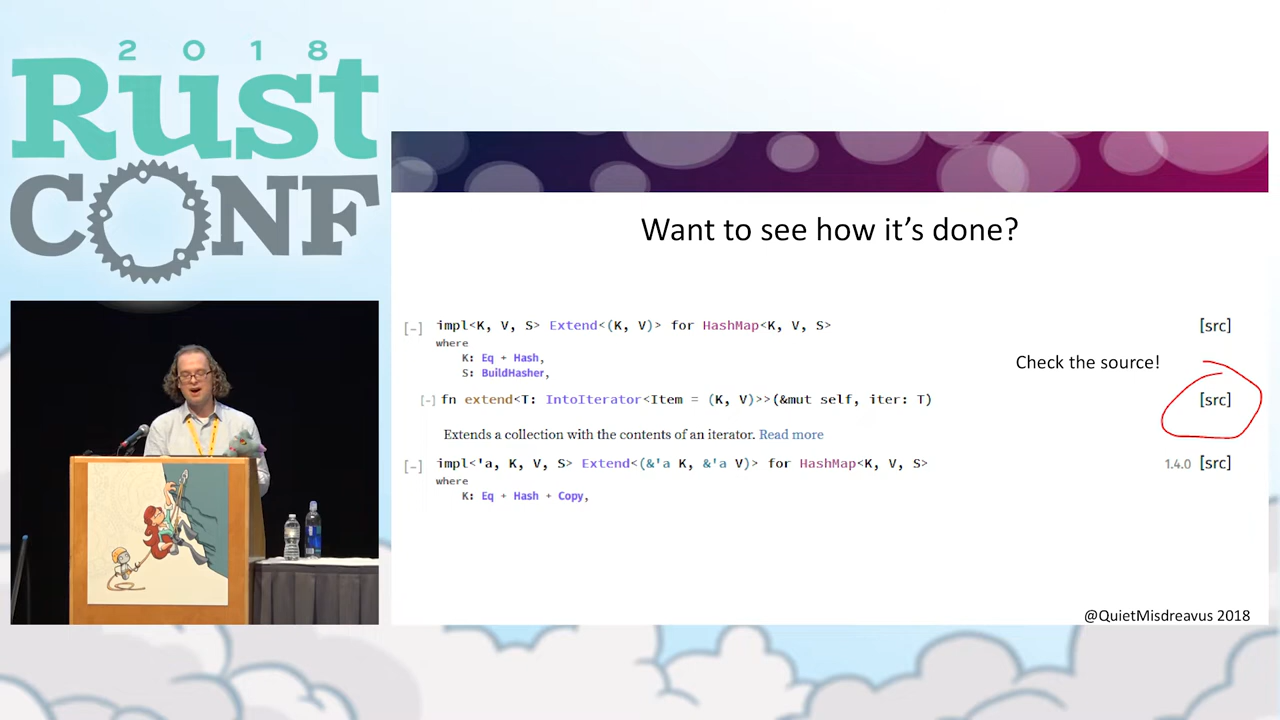 2018
Rust
CONF
Want to see how it's done?
[-] impl<K, V, S> Extend<(K, V)> for HashMap<K, V, S> [src]
where
K: Eq + Hash,
S: BuildHasher,
Check the source!
[-] fn extend<T: IntoIterator<Item = (K, V)>>(&mut self, iter: T) [src]
Extends a collection with the contents of an iterator. Read more
[-] impl<'a, K, V, S> Extend<(&'a K, &'a V)> for HashMap<K, V, S> 1.4.0 [src]
where
K: Eq + Hash + Copy,
@QuietMisdreavus 2018